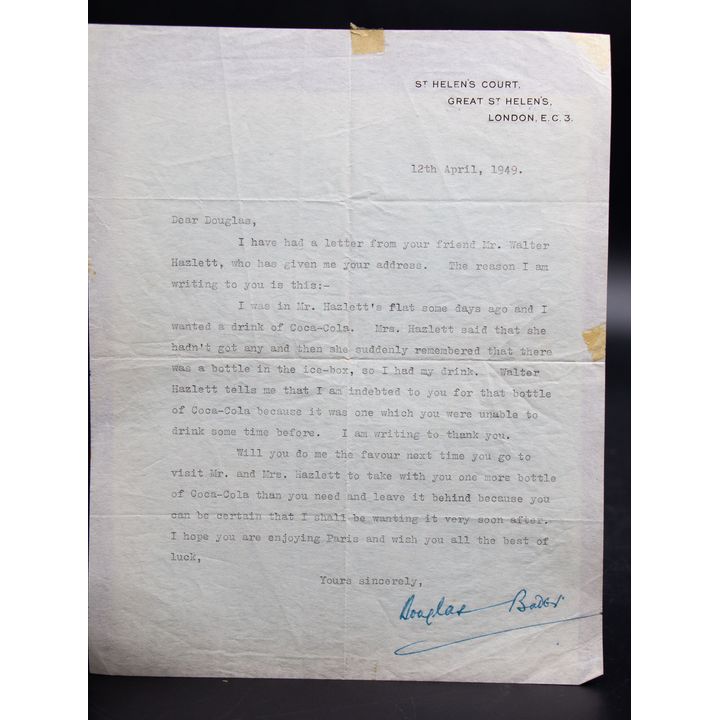 ST HELEN'S COURT,
GREAT ST HELEN'S,
LONDON, E.C.3.
12th April, 1949.
Dear Douglas,
I have had a letter from your friend Mr. Walter
Hazlett, who has given me your address. The reason I am
writing to you is this:-
I was in Mr. Hazlett's flat some days ago and I
wanted a drink of Coca-Cola. Mrs. Hazlett said that she
hadn't got any and then she suddenly remembered that there
was a bottle in the ice-box, so I had my drink. Walter
Hazlett tells me that I am indebted to you for that bottle
of Coca-Cola because it was one which you were unable to
drink some time before. I am writing to thank you.
Will you do me the favour next time you go to
visit Mr. and Mrs. Hazlett to take with you one more bottle
of Coca-Cola than you need and leave it behind because you
can be certain that I shall be wanting it very soon after.
I hope you are enjoying Paris and wish you all the best of
luck,
Yours sincerely,
Douglas Bader